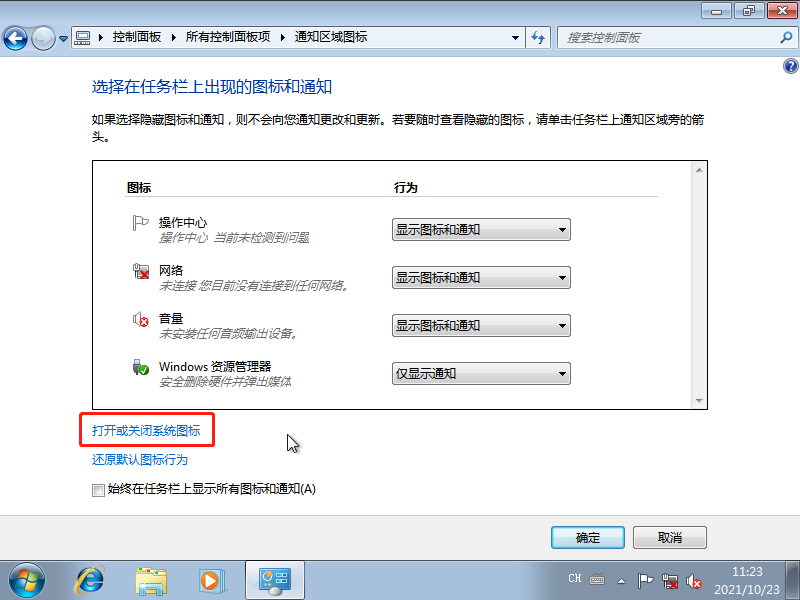 控制面板 所有控制面板项 通知区域图标
搜索控制面板
选择在任务栏上出现的图标和通知
如果选择隐藏图标和通知，则不会向您通知更改和更新。若要随时查看隐藏的图标，请单击任务栏上通知区域旁的箭
头。
图标 行为
操作中心
操作中心 当前未检测到问题
显示图标和通知
网络
未连接 您目前没有连接到任何网络。
显示图标和通知
音量
未安装任何音频输出设备。
显示图标和通知
Windows 资源管理器
安全删除硬件并弹出媒体
仅显示通知
打开或关闭系统图标
还原默认图标行为
始终在任务栏上显示所有图标和通知(A)
确定 取消
CH
11:23
2021/10/23